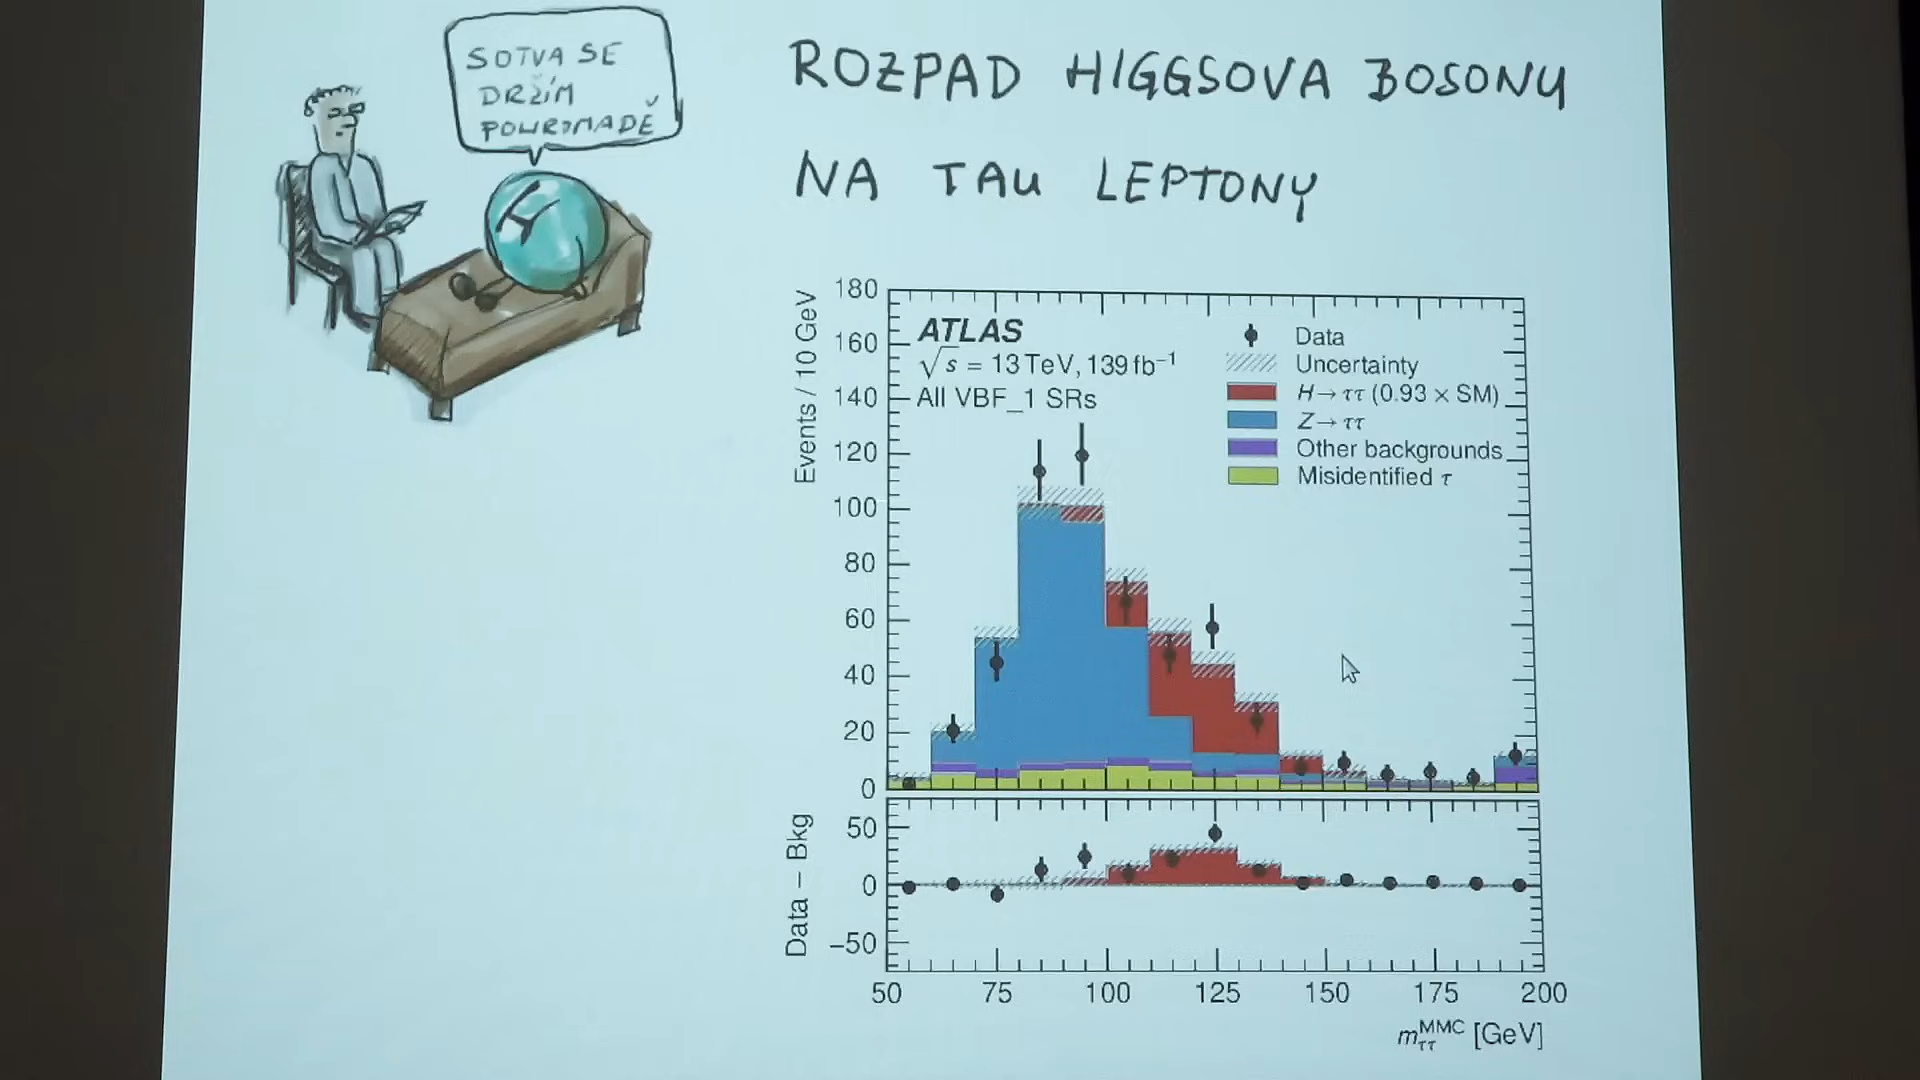 SOTVA SE
DRŽÍM
POHROMADĚ
ROZPAD HIGGSOVA BOSONU
NA TAU LEPTONY
H
Events / 10 GeV
180
160
140
120
100
80
60
40
20
0
ATLAS
√s = 13 TeV, 139 fb⁻¹
All VBF_1 SRs
Data
Uncertainty
H→ττ (0.93 × SM)
Z→ττ
Other backgrounds
Misidentified τ
Data – Bkg
50
0
−50
50 75 100 125 150 175 200
m_ττ^MMC [GeV]